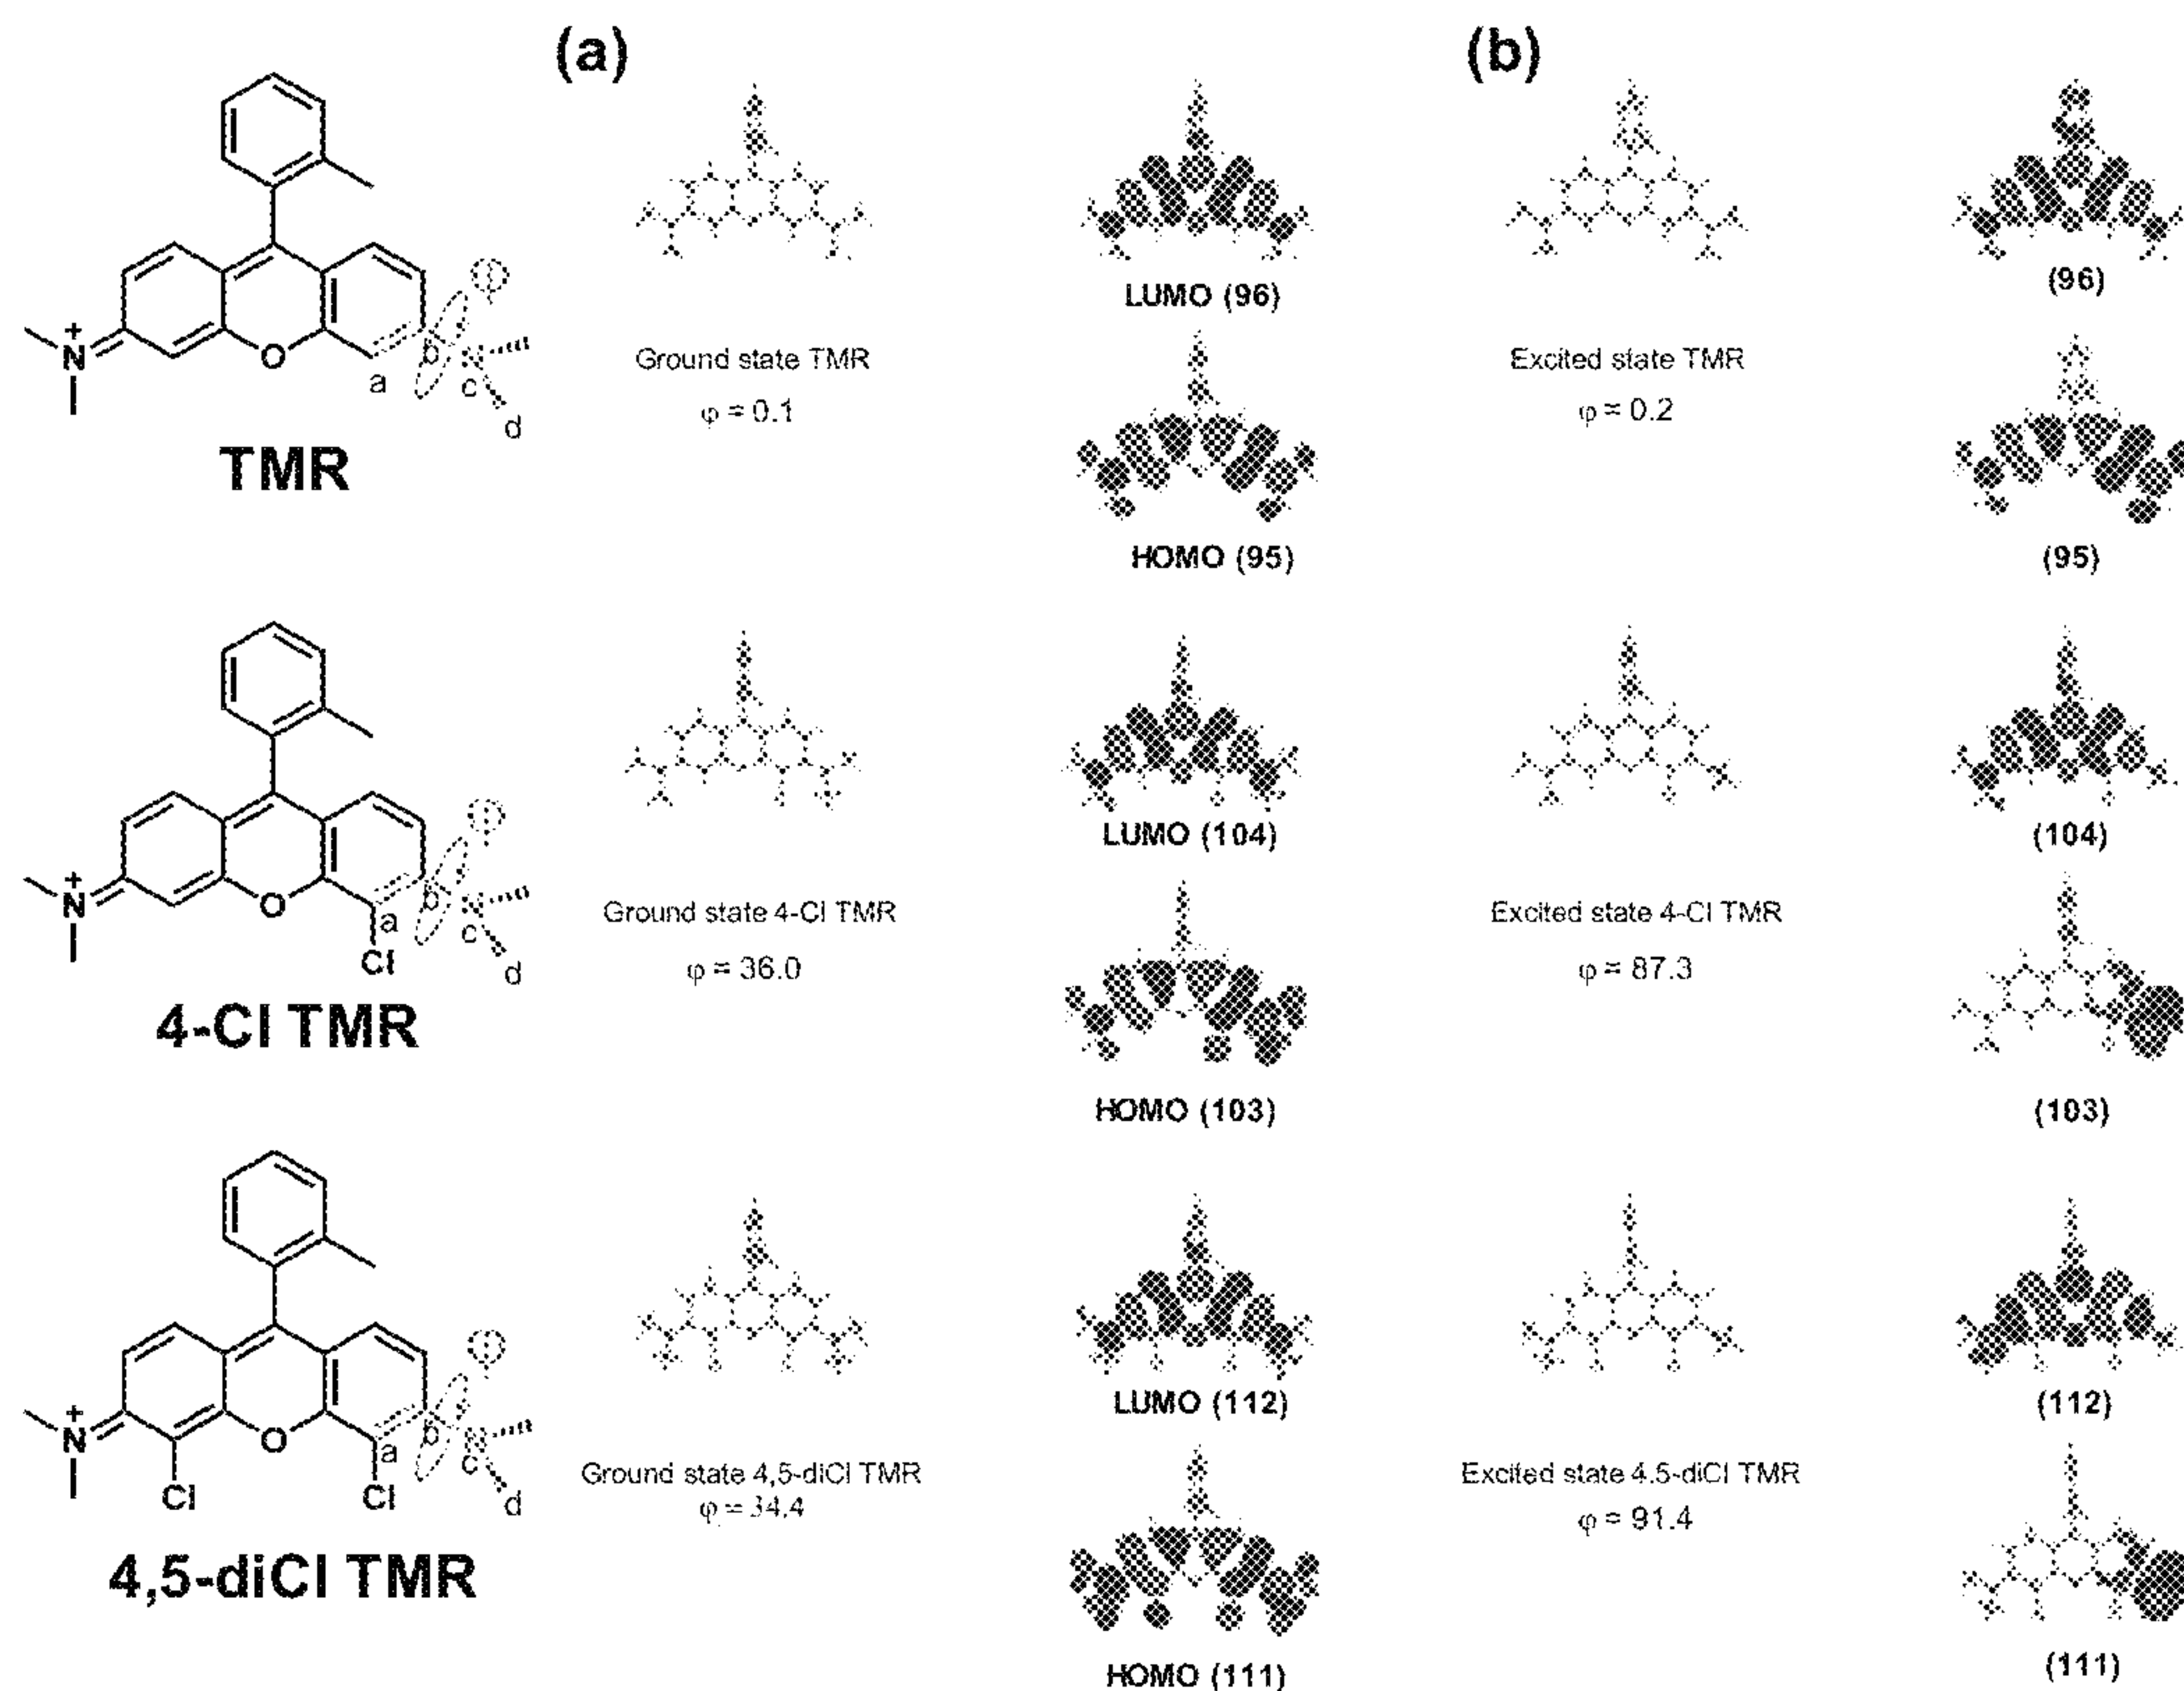 (a)
(b)
φ
N
+
O
a
b
N
c
d
TMR
Ground state TMR
φ = 0.1
LUMO (96)
HOMO (95)
Excited state TMR
φ = 0.2
(96)
(95)
φ
N
+
O
a
b
N
c
d
Cl
4-Cl TMR
Ground state 4-Cl TMR
φ = 36.0
LUMO (104)
HOMO (103)
Excited state 4-Cl TMR
φ = 87.3
(104)
(103)
φ
N
+
O
a
b
N
c
d
Cl
Cl
4,5-diCl TMR
Ground state 4,5-diCl TMR
φ = 34.4
LUMO (112)
HOMO (111)
Excited state 4.5-diCl TMR
φ = 91.4
(112)
(111)